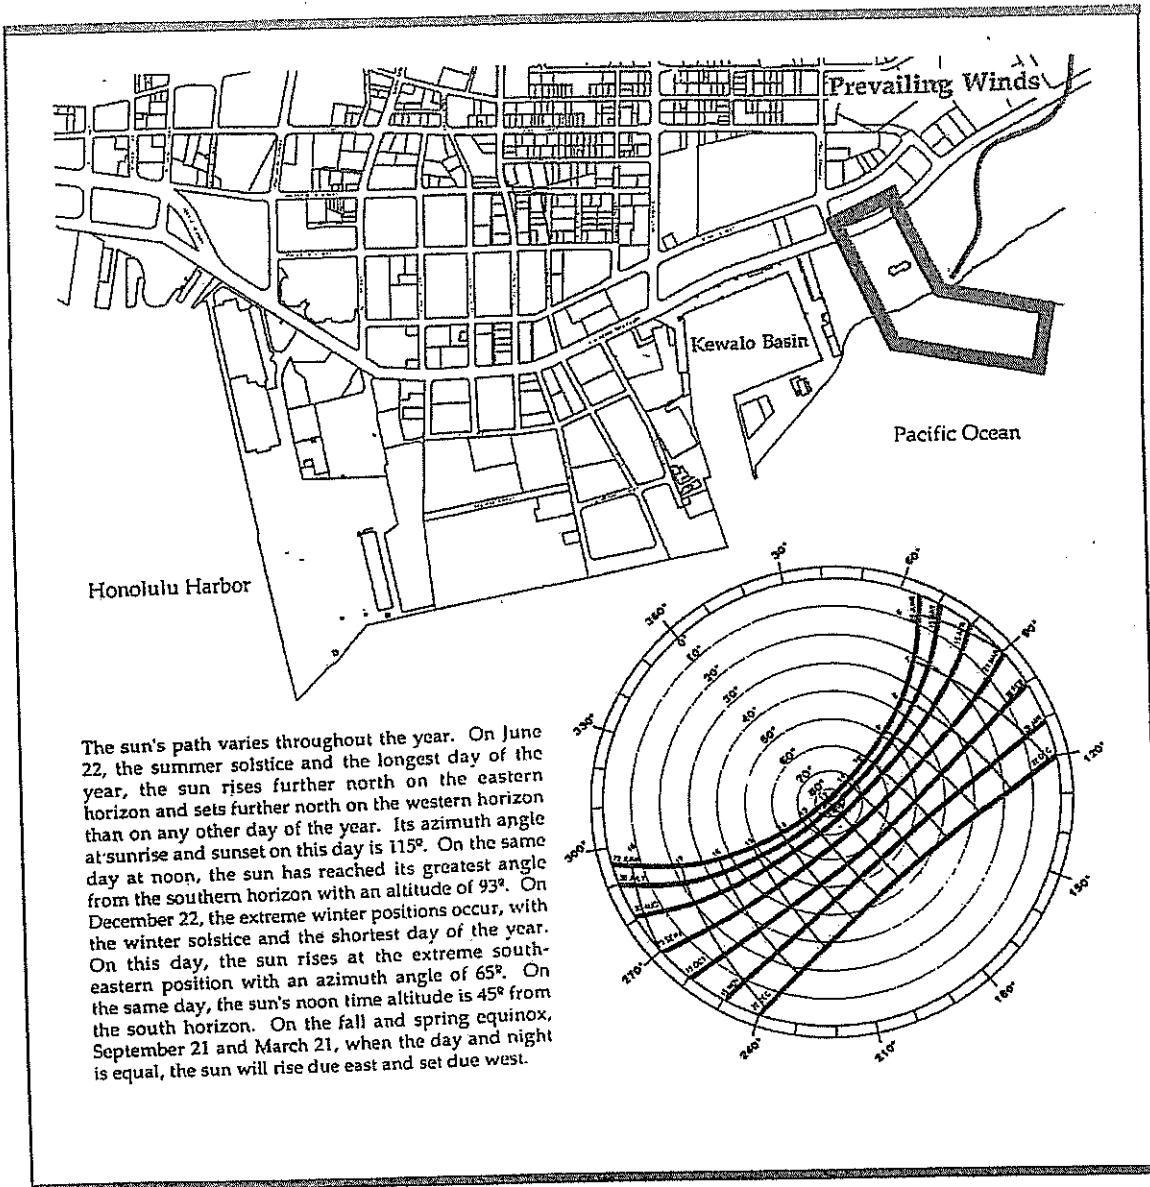 Prevailing Winds
Kewalo Basin
Pacific Ocean
Honolulu Harbor
The sun's path varies throughout the year. On June
22, the summer solstice and the longest day of the
year, the sun rises further north on the eastern
horizon and sets further north on the western horizon
than on any other day of the year. Its azimuth angle
at sunrise and sunset on this day is 115º. On the same
day at noon, the sun has reached its greatest angle
from the southern horizon with an altitude of 93º. On
December 22, the extreme winter positions occur, with
the winter solstice and the shortest day of the year.
On this day, the sun rises at the extreme south-
eastern position with an azimuth angle of 65º. On
the same day, the sun's noon time altitude is 45º from
the south horizon. On the fall and spring equinox,
September 21 and March 21, when the day and night
is equal, the sun will rise due east and set due west.
30°
60°
90°
120°
150°
180°
210°
240°
270°
300°
330°
360°
0°
10°
20°
30°
40°
50°
60°
70°
80°